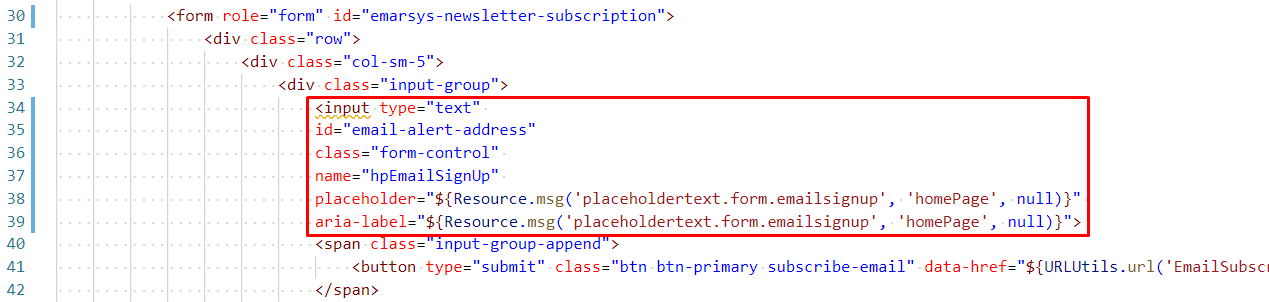 30 <form role="form" id="emarsys-newsletter-subscription">
31 <div class="row">
32 <div class="col-sm-5">
33 <div class="input-group">
34 <input type="text"
35 id="email-alert-address"
36 class="form-control"
37 name="hpEmailSignUp"
38 placeholder="${Resource.msg('placeholdertext.form.emailsignup', 'homePage', null)}"
39 aria-label="${Resource.msg('placeholdertext.form.emailsignup', 'homePage', null)}">
40 <span class="input-group-append">
41 <button type="submit" class="btn btn-primary subscribe-email" data-href="${URLUtils.url('EmailSubsc
42 </span>